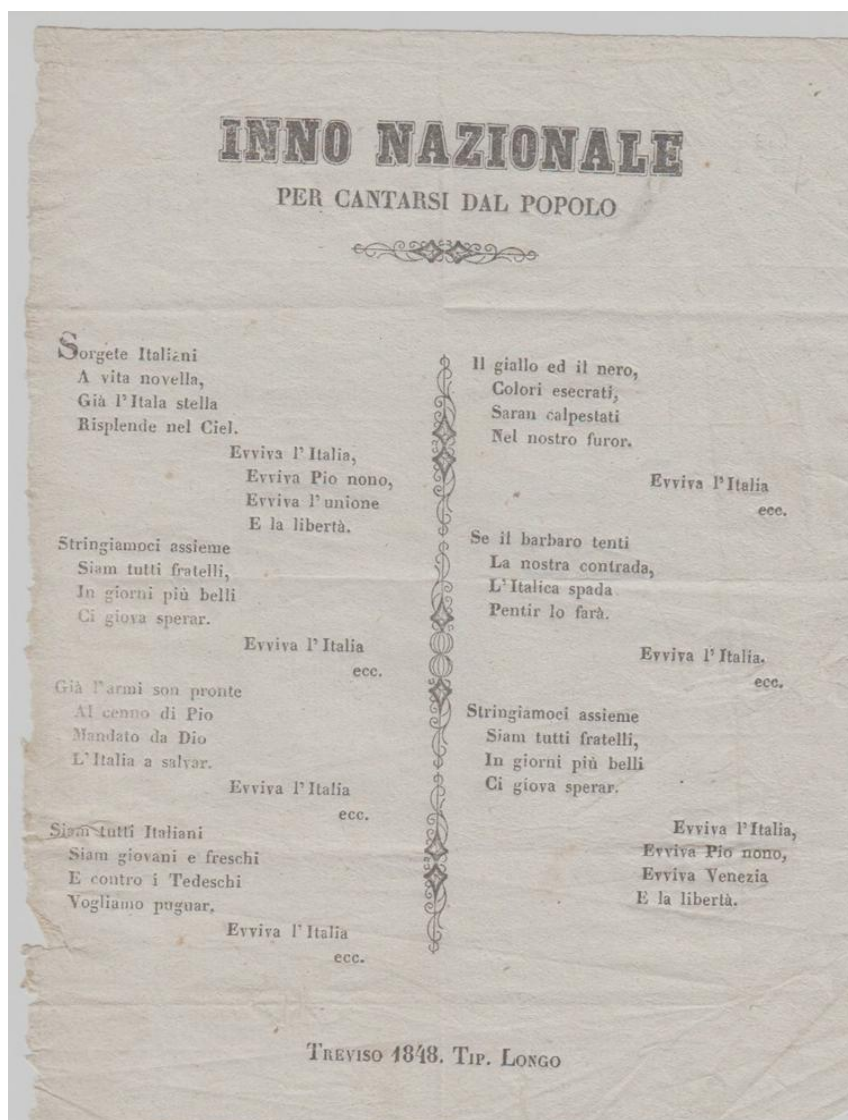 INNO NAZIONALE
PER CANTARSI DAL POPOLO
Sorgete Italiani
A vita novella,
Già l'Itala stella
Risplende nel Ciel.
Evviva l'Italia,
Evviva Pio nono,
Evviva l'unione
E la libertà.
Stringiamoci assieme
Siam tutti fratelli,
In giorni più belli
Ci giova sperar.
Evviva l'Italia
ecc.
Già l'armi son pronte
Al cenno di Pio
Mandato da Dio
L'Italia a salvar.
Evviva l'Italia
ecc.
Siam tutti Italiani
Siam giovani e freschi
E contro i Tedeschi
Vogliamo puguar.
Evviva l'Italia
ecc.
Il giallo ed il nero,
Colori esecrati,
Saran calpestati
Nel nostro furor.
Evviva l'Italia
ecc.
Se il barbaro tenti
La nostra contrada,
L'Italica spada
Pentir lo farà.
Evviva l'Italia.
ecc.
Stringiamoci assieme
Siam tutti fratelli,
In giorni più belli
Ci giova sperar.
Evviva l'Italia,
Evviva Pio nono,
Evviva Venezia
E la libertà.
TREVISO 1848. TIP. LONGO